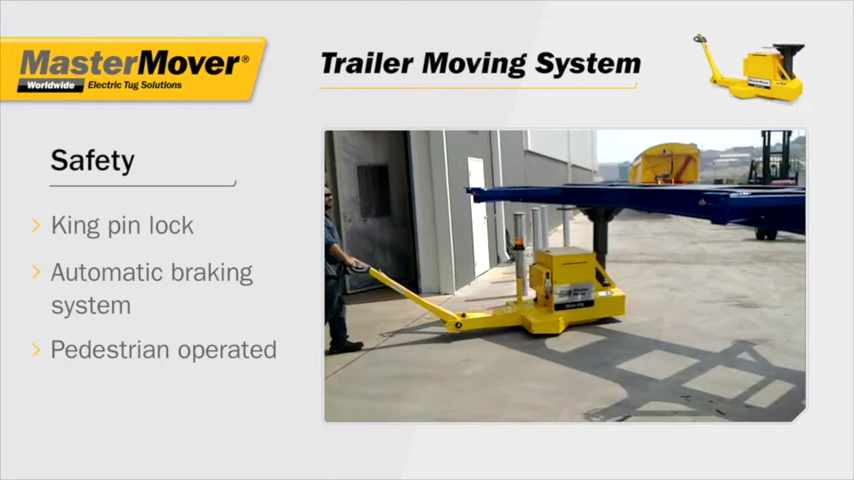 MasterMover®
Worldwide Electric Tug Solutions
Trailer Moving System
Safety
King pin lock
Automatic braking
system
Pedestrian operated